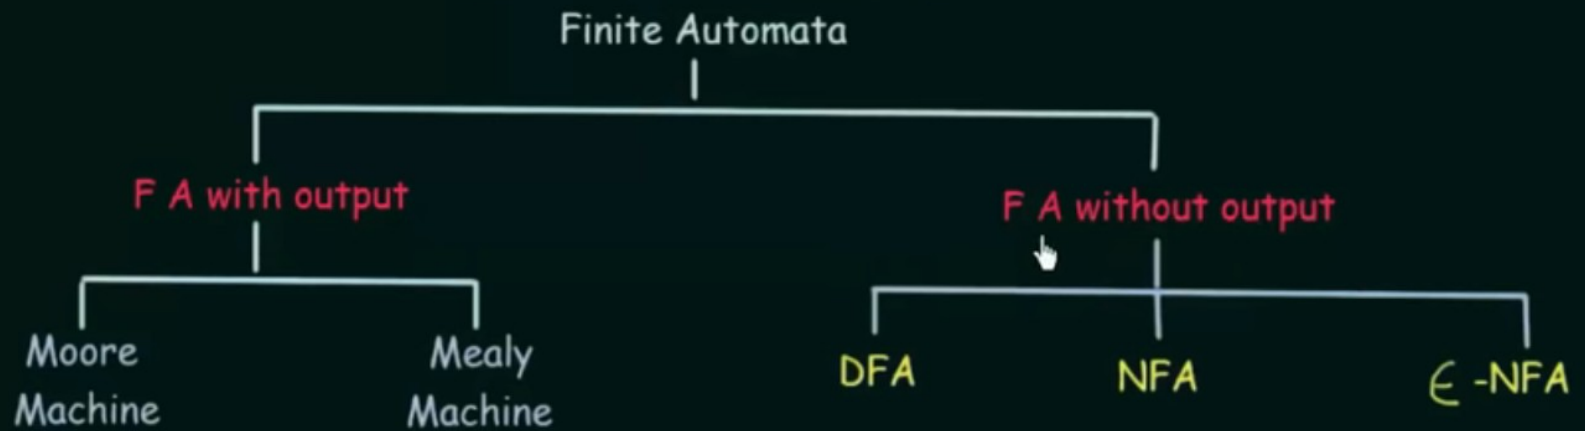 Finite Automata
F A with output
F A without output
Moore
Machine
Mealy
Machine
DFA
NFA
∈ -NFA